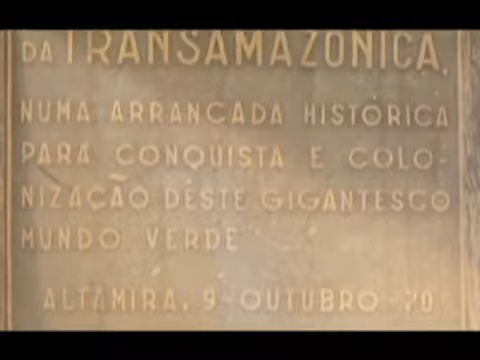 DA TRANSAMAZÔNICA,
NUMA ARRANCADA HISTÓRICA
PARA CONQUISTA E COLO-
NIZAÇÃO DÊSTE GIGANTESCO
MUNDO VERDE"
ALTAMIRA, 9-OUTUBRO-70